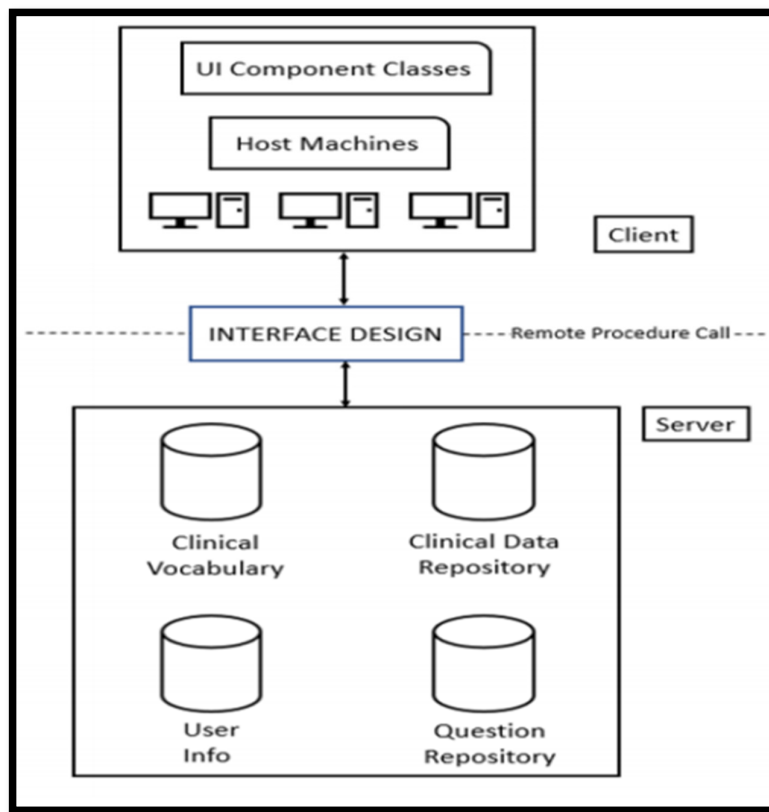 UI Component Classes
Host Machines
Client
INTERFACE DESIGN
Remote Procedure Call
Server
Clinical
Vocabulary
Clinical Data
Repository
User
Info
Question
Repository